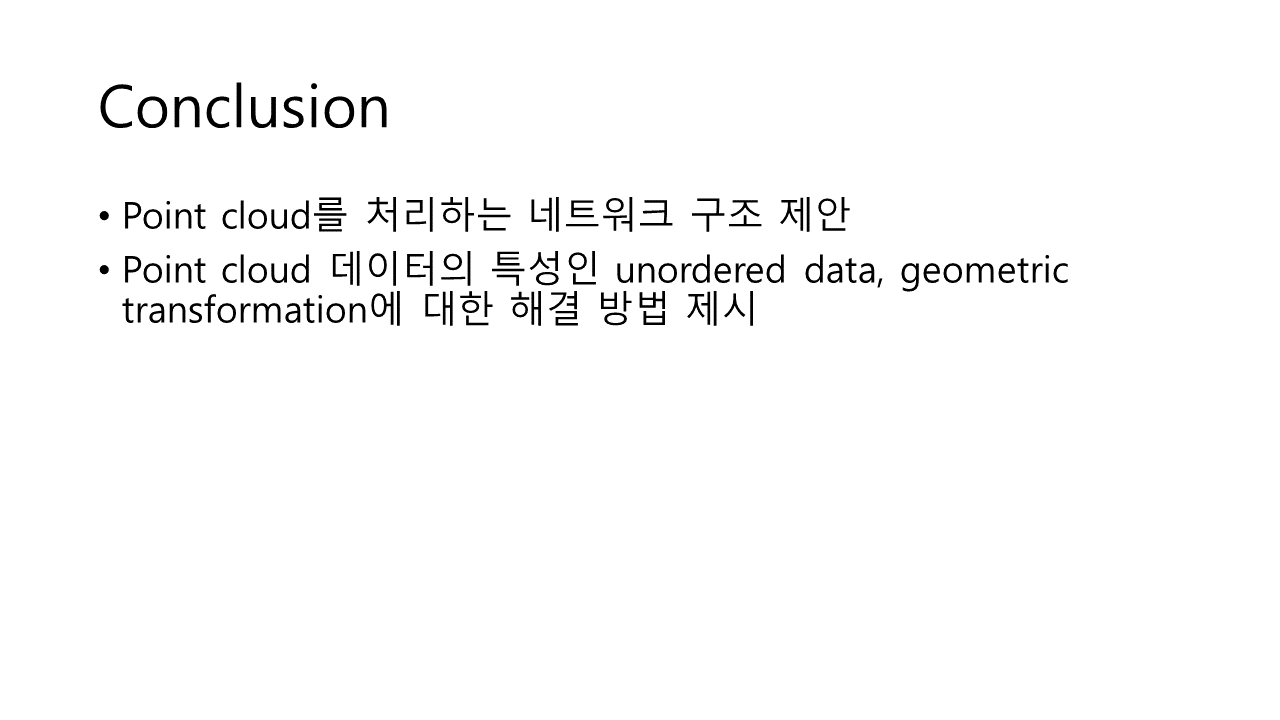 Conclusion
• Point cloud를 처리하는 네트워크 구조 제안
• Point cloud 데이터의 특성인 unordered data, geometric
transformation에 대한 해결 방법 제시